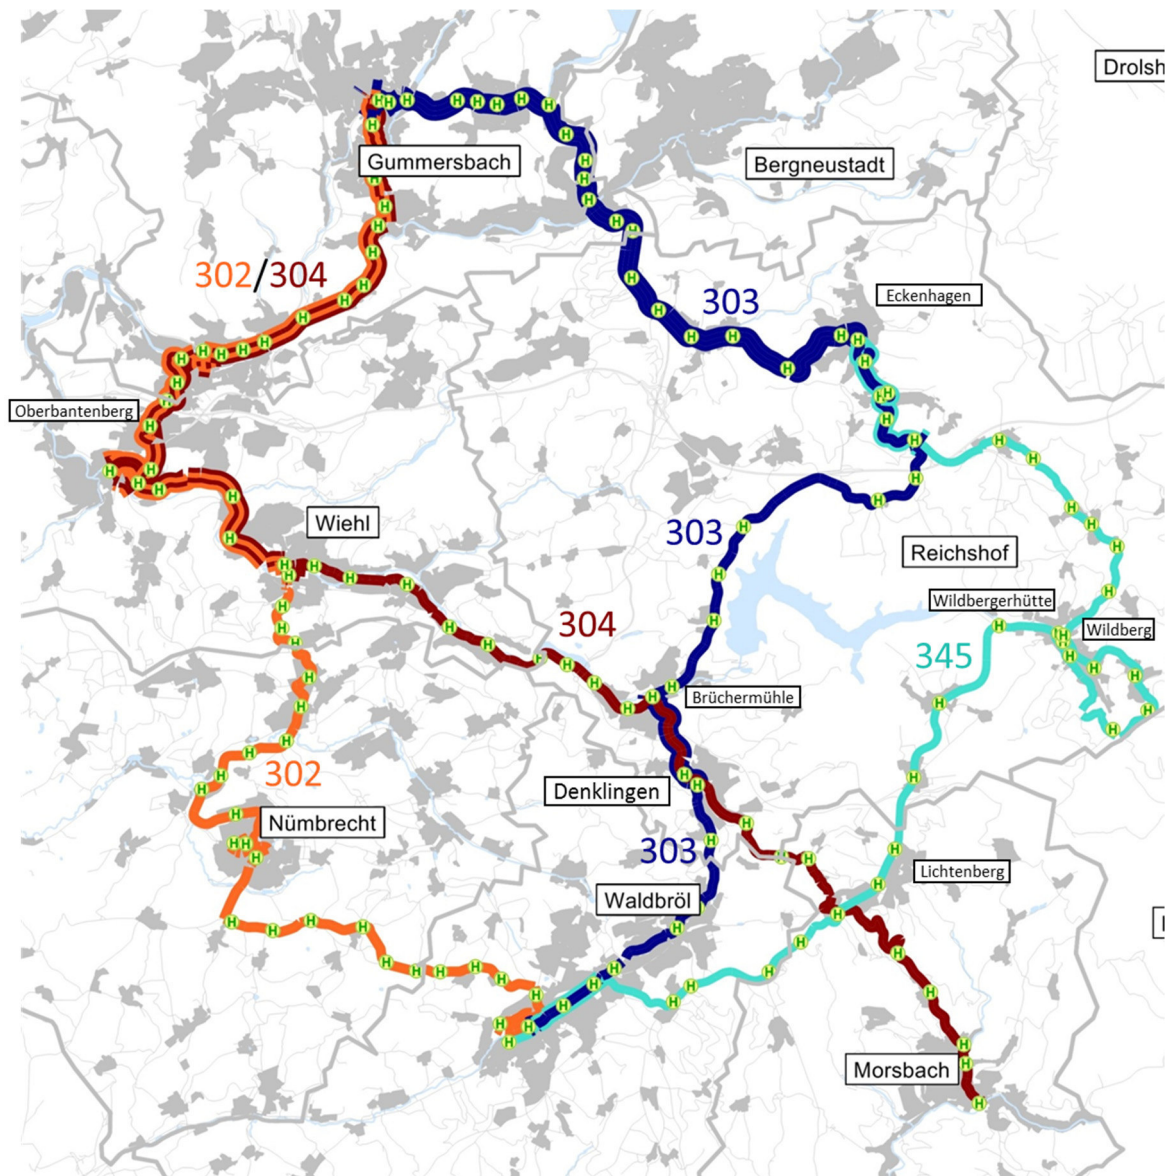 Drolsh
Gummersbach
Bergneustadt
302/304
303
Eckenhagen
Oberbantenberg
Wiehl
303
Reichshof
Wildbergerhütte
304
345
Wildberg
Brüchermühle
302
Denklingen
Nümbrecht
303
Lichtenberg
Waldbröl
Morsbach